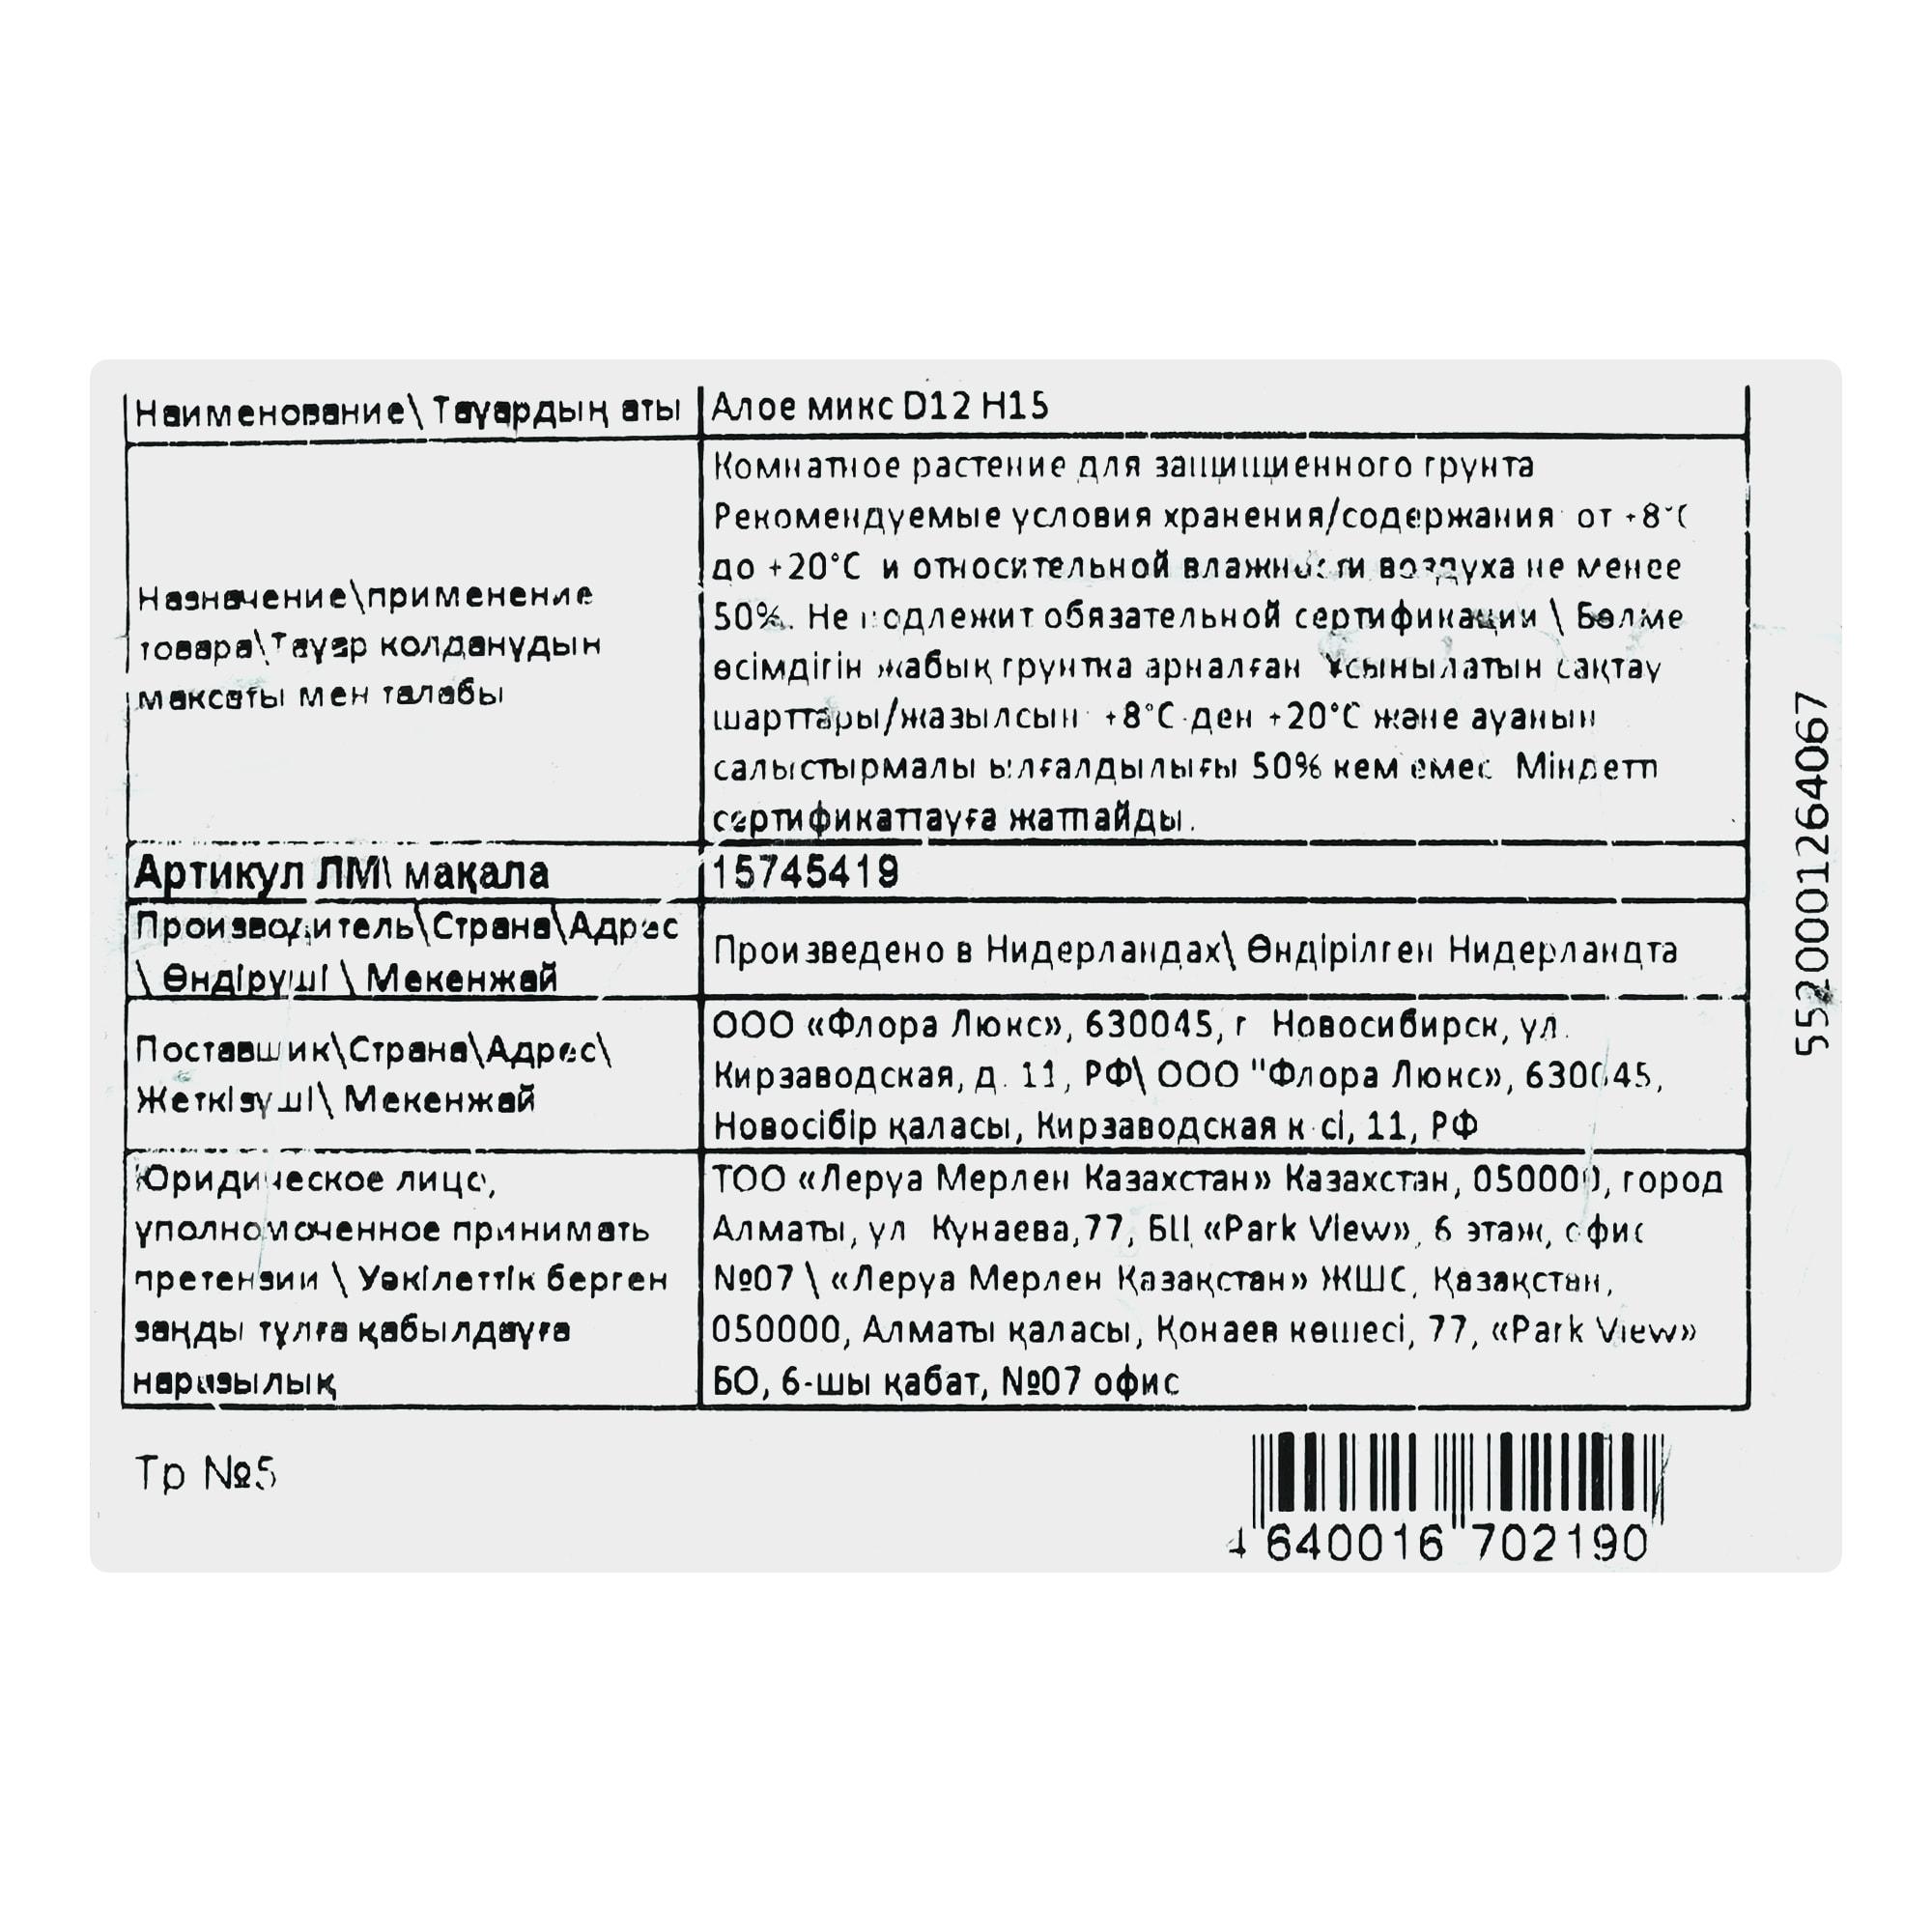 Наименование\ Тауардың аты
Алое микс D12 H15
Назначение\применение
товара\Тауар колданудын
максаты мен талабы
Комнатное растение для защищиенного грунта
Рекомендуемые условия хранения/содержания от +8°С
до +20°С и относительной влажности воздуха не менее
50%. Не подлежит обязательной сертификации \ Бөлме
өсімдігін жабық грунтка арналған Ұсынылатын сақтау
шарттары/жазылсын +8°С-ден +20°С және ауанын
салыстырмалы ылғалдылығы 50% кем емес Міндетті
сертификаттауға жатпайды.
Артикул ЛМ\ мақала
15745419
Производитель\Страна\Адрес
\ Өндіруші \ Мекенжай
Произведено в Нидерландах\ Өндірілген Нидерландта
Поставщик\Страна\Адрес\
Жеткізуші\ Мекенжай
ООО «Флора Люкс», 630045, г Новосибирск, ул.
Кирзаводская, д. 11, РФ\ ООО "Флора Люкс», 630045,
Новосібір қаласы, Кирзаводская к-сі, 11, РФ
Юридическое лицо,
уполномоченное принимать
претензии \ Уәкілеттік берген
заңды тұлға қабылдауға
наразылық
ТОО «Леруа Мерлен Казахстан» Казахстан, 050000, город
Алматы, ул Кунаева,77, БЦ «Park View», 6 этаж, офис
№07 \ «Леруа Мерлен Қазақстан» ЖШС, Қазақстан,
050000, Алматы қаласы, Қонаев көшесі, 77, «Park View»
БО, 6-шы қабат, №07 офис
Тр №5
4 640016 702190
5520001264067